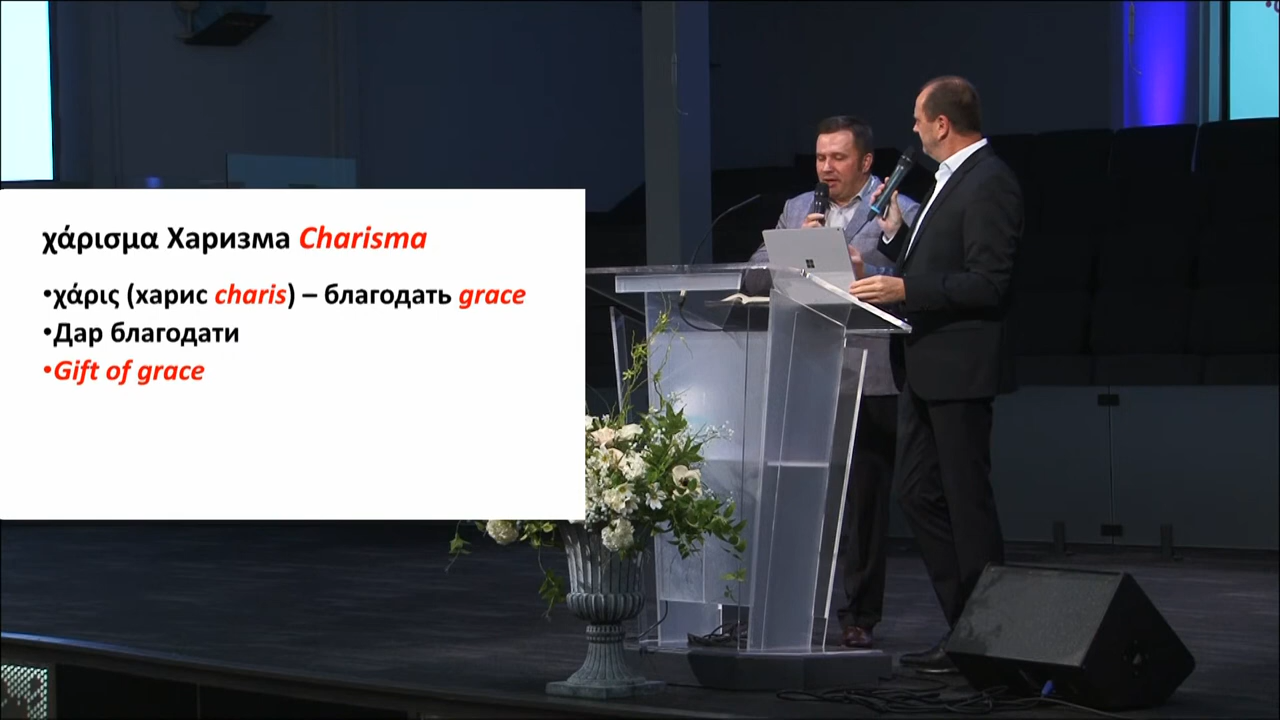 χάρισμα Харизма Charisma
•χάρις (харис charis) – благодать grace
•Дар благодати
•Gift of grace